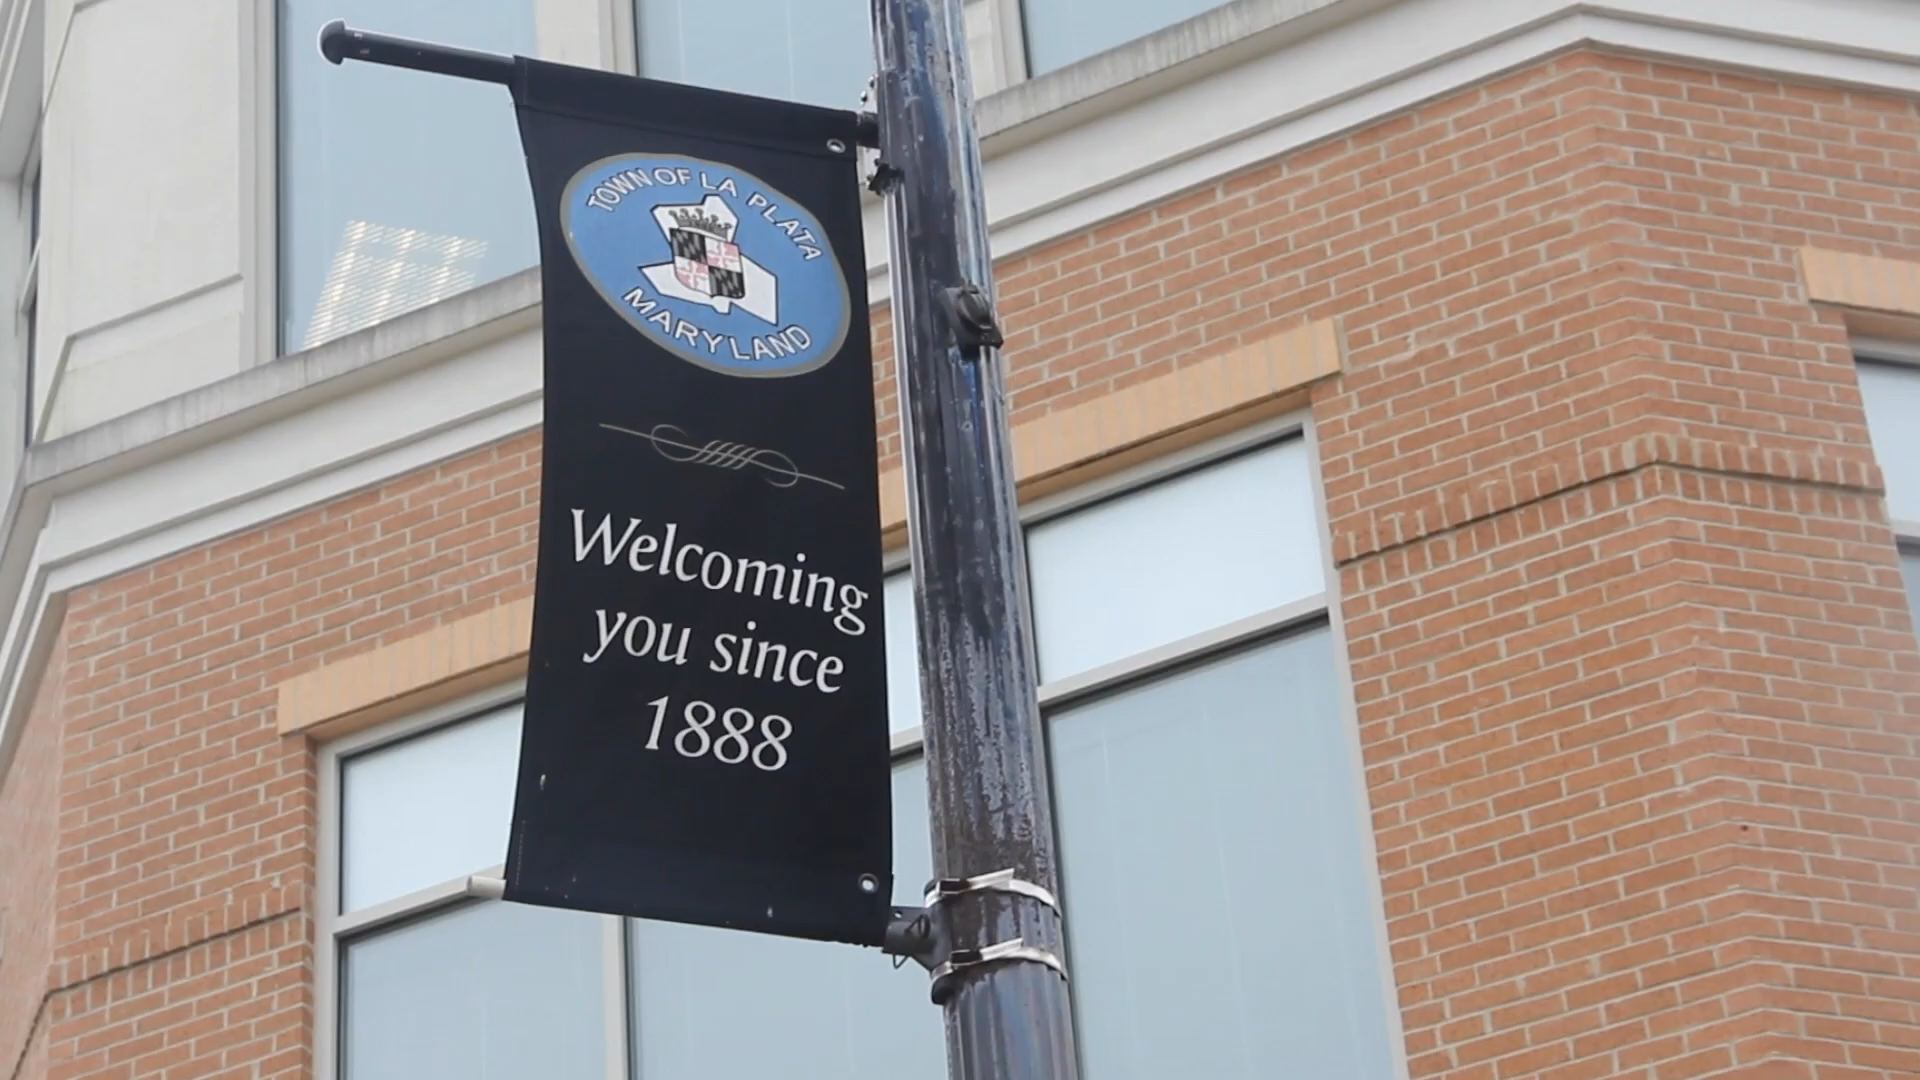 TOWN OF LA PLATA
MARYLAND
Welcoming
you since
1888